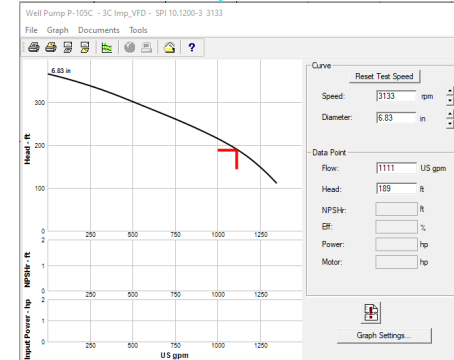 Well Pump P-105C - 3C Imp_VFD - SPI 10.1200-3 3133
File Graph Documents Tools
?
6.83 in
Head - ft
300
200
100
0
250 500 750 1000 1250
NPSHr - ft
2
1
0
250 500 750 1000 1250
Input Power - hp
2
1
0
250 500 750 1000 1250
US gpm
Curve
Reset Test Speed
Speed: 3133 rpm
Diameter: 6.83 in
Data Point
Flow: 1111 US gpm
Head: 189 ft
NPSHr: ft
Eff: %
Power: hp
Motor: hp
Graph Settings...